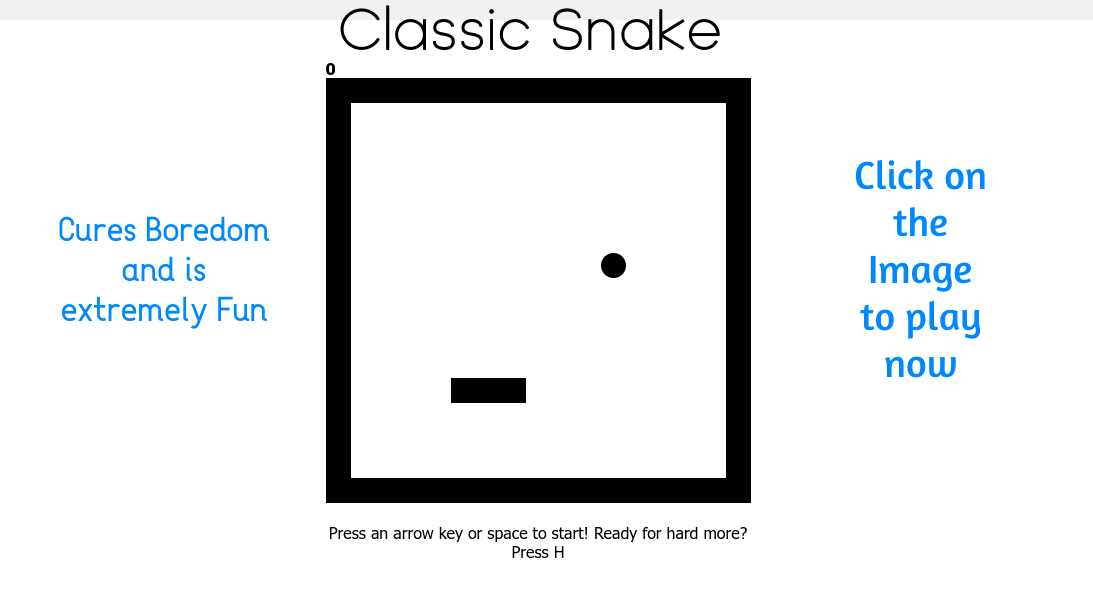 Classic Snake
0
Cures Boredom
and is
extremely Fun
Click on
the
Image
to play
now
Press an arrow key or space to start! Ready for hard more?
Press H